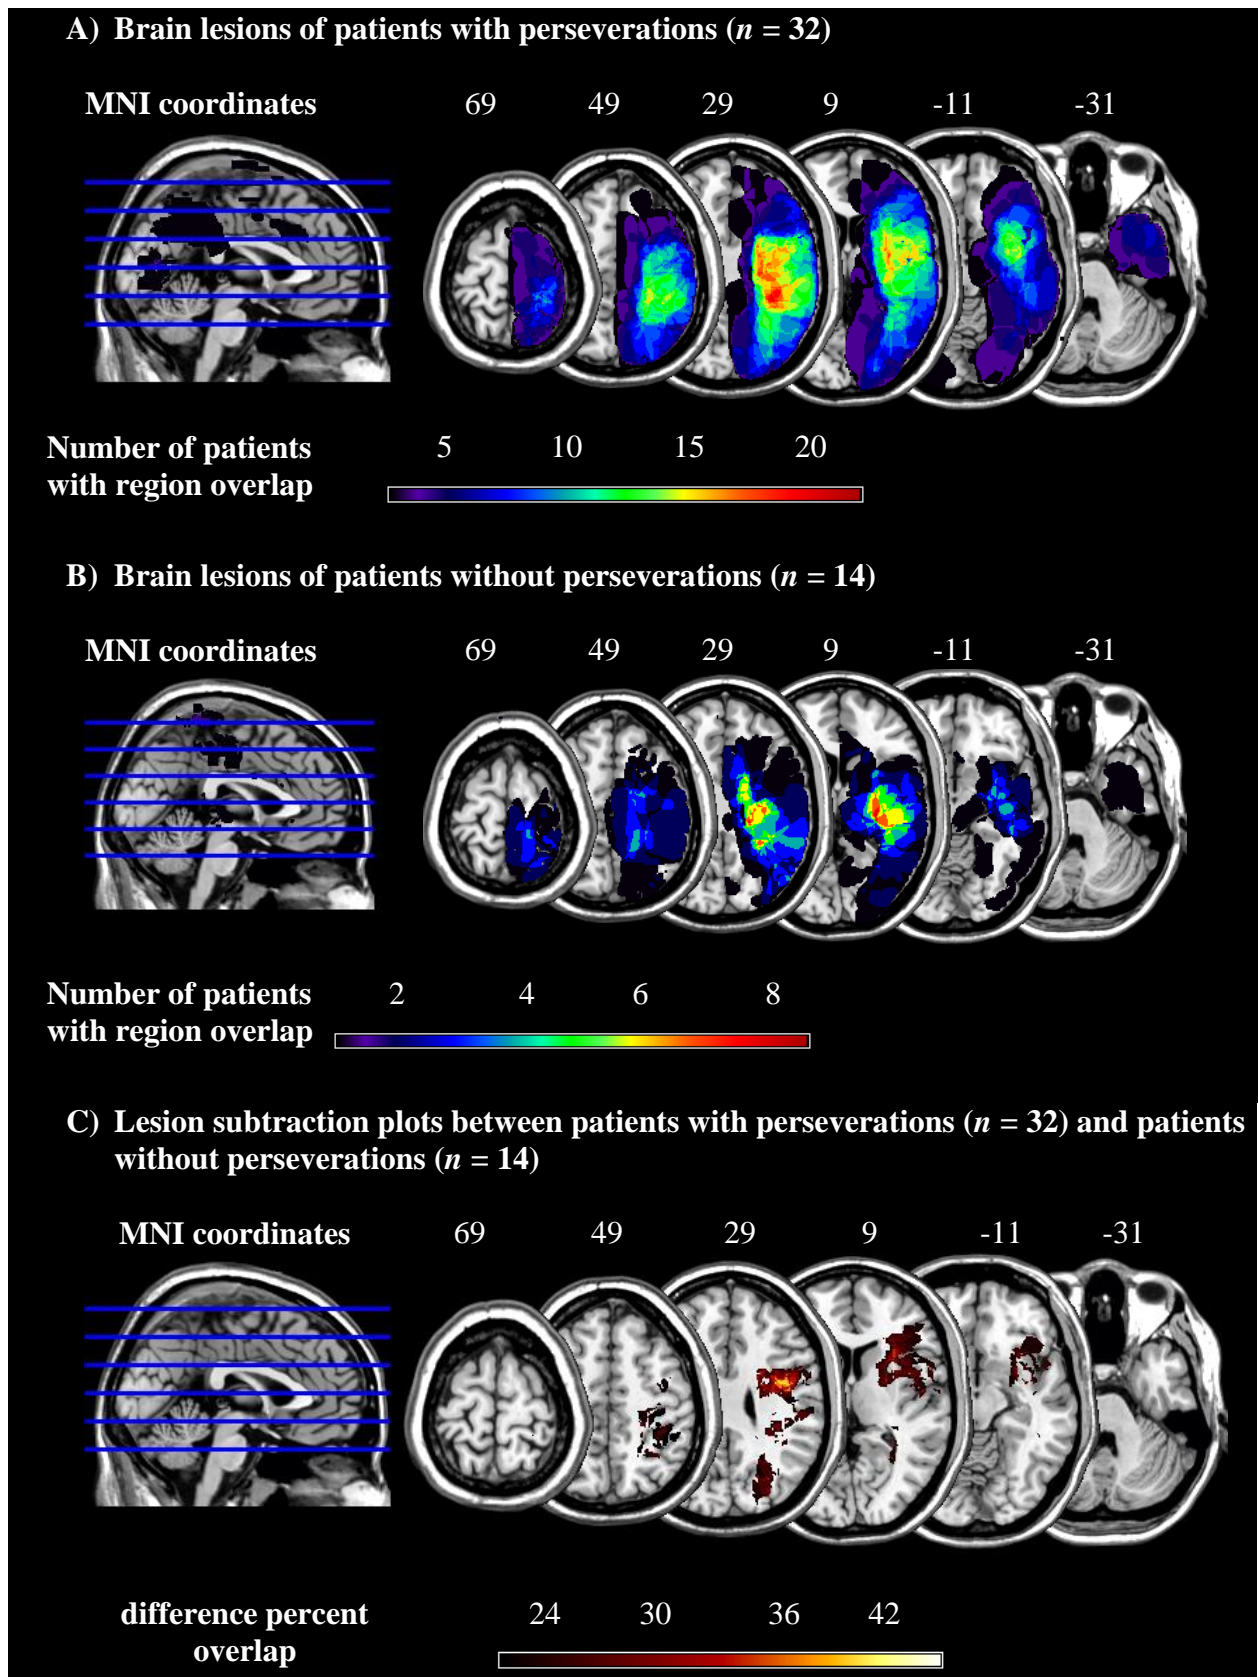 A) Brain lesions of patients with perseverations (n = 32)
MNI coordinates 69 49 29 9 -11 -31
Number of patients 5 10 15 20
with region overlap
B) Brain lesions of patients without perseverations (n = 14)
MNI coordinates 69 49 29 9 -11 -31
Number of patients 2 4 6 8
with region overlap
C) Lesion subtraction plots between patients with perseverations (n = 32) and patients
without perseverations (n = 14)
MNI coordinates 69 49 29 9 -11 -31
difference percent 24 30 36 42
overlap